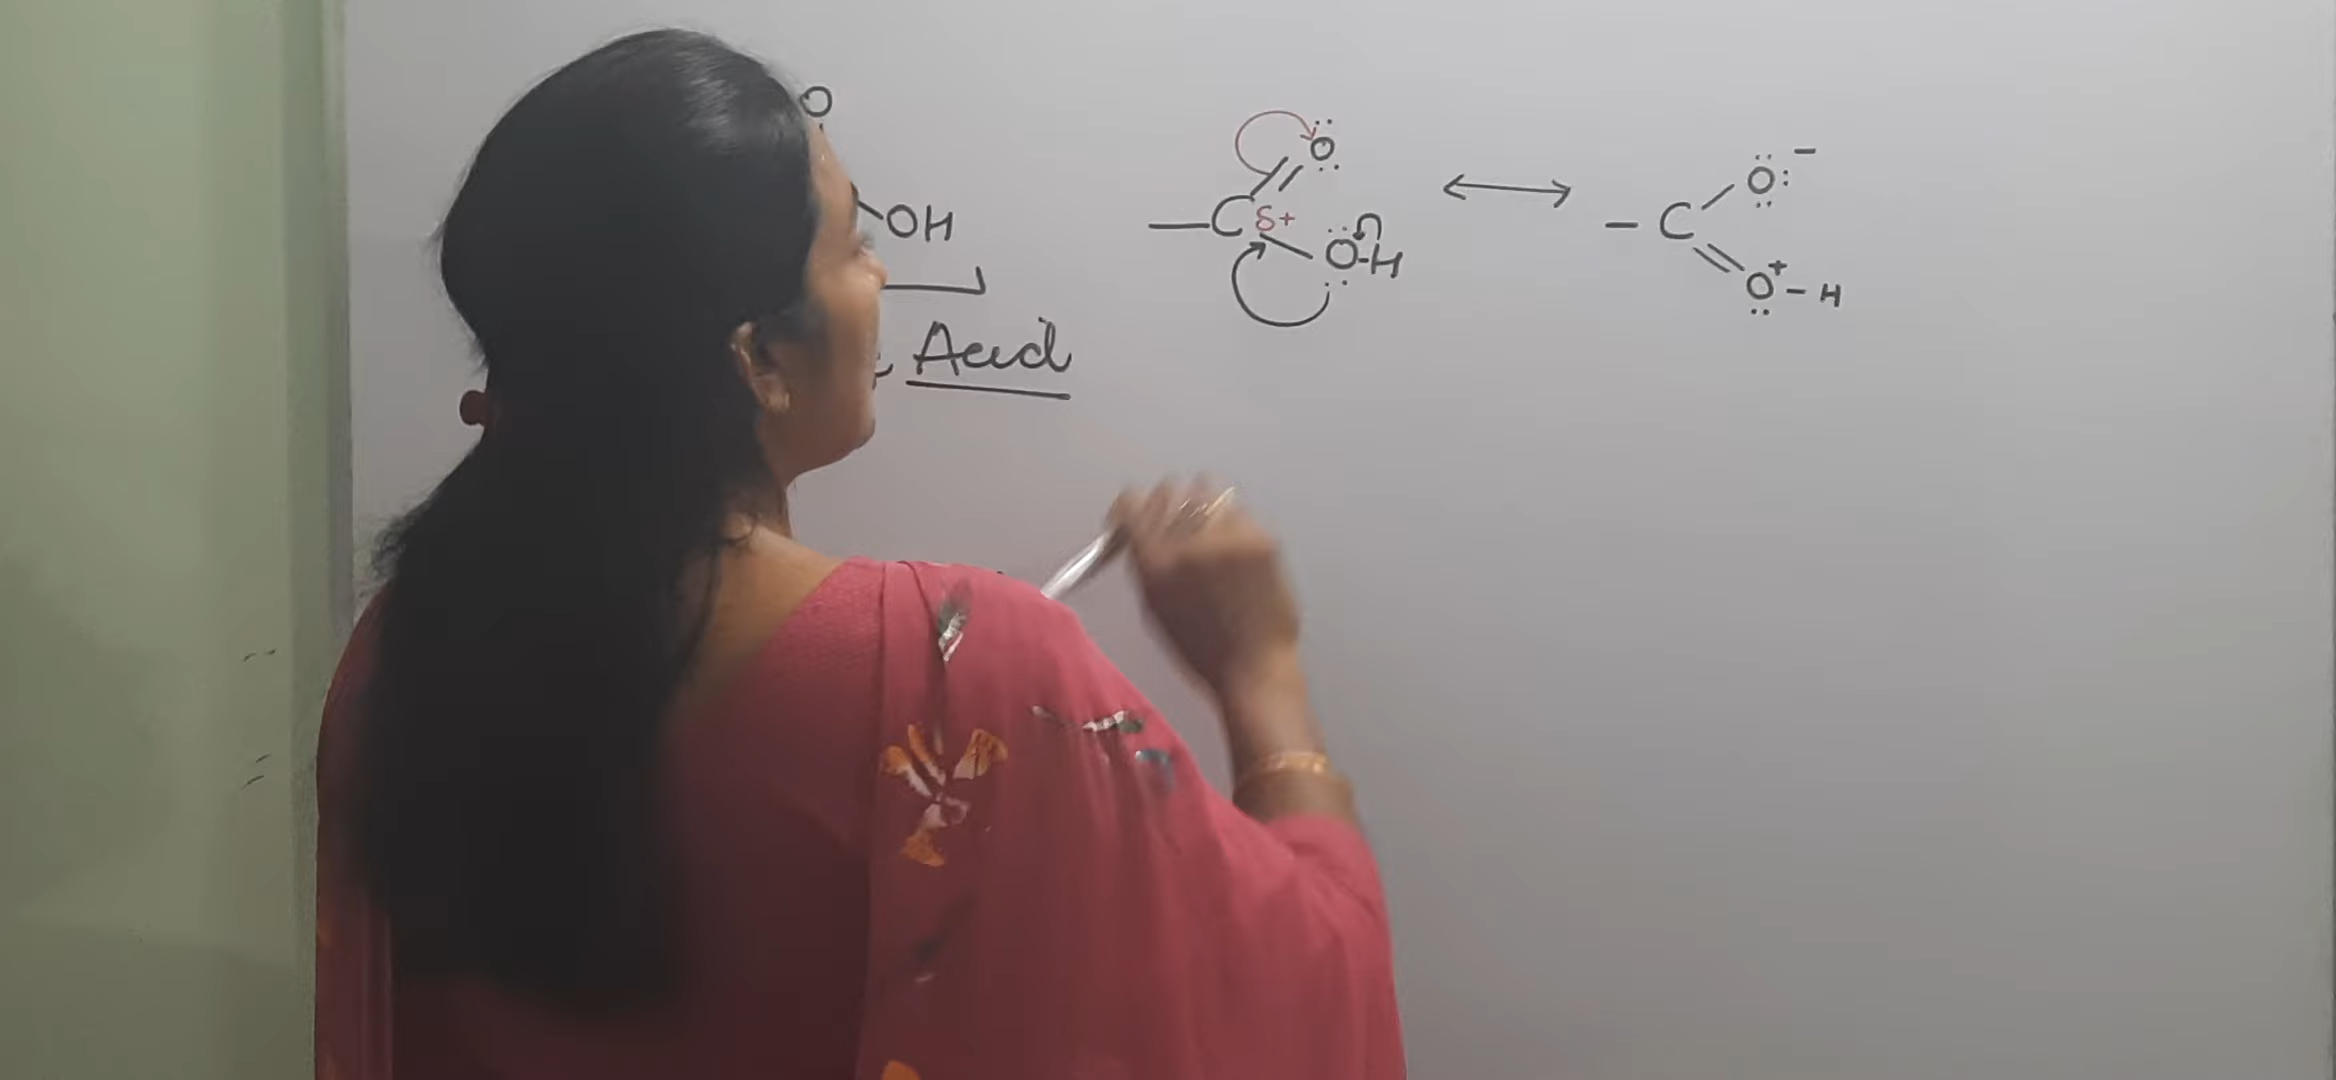 O
OH
Acid
— C δ+ = Ö:
Ö - H
⟷
— C — Ö: −
= O + - H